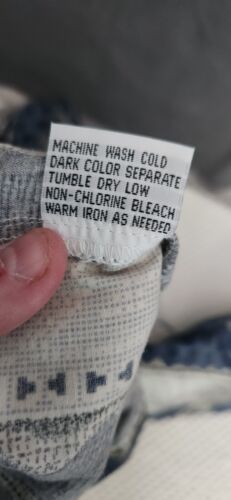 MACHINE WASH COLD
DARK COLOR SEPARATE
TUMBLE DRY LOW
NON-CHLORINE BLEACH
WARM IRON AS NEEDED